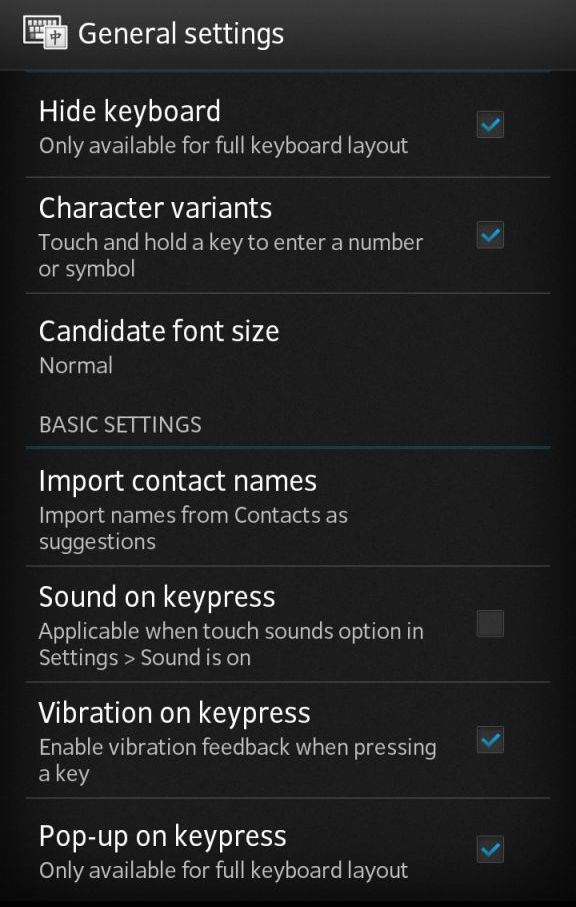 中
General settings
Hide keyboard
Only available for full keyboard layout
Character variants
Touch and hold a key to enter a number
or symbol
Candidate font size
Normal
BASIC SETTINGS
Import contact names
Import names from Contacts as
suggestions
Sound on keypress
Applicable when touch sounds option in
Settings > Sound is on
Vibration on keypress
Enable vibration feedback when pressing
a key
Pop-up on keypress
Only available for full keyboard layout